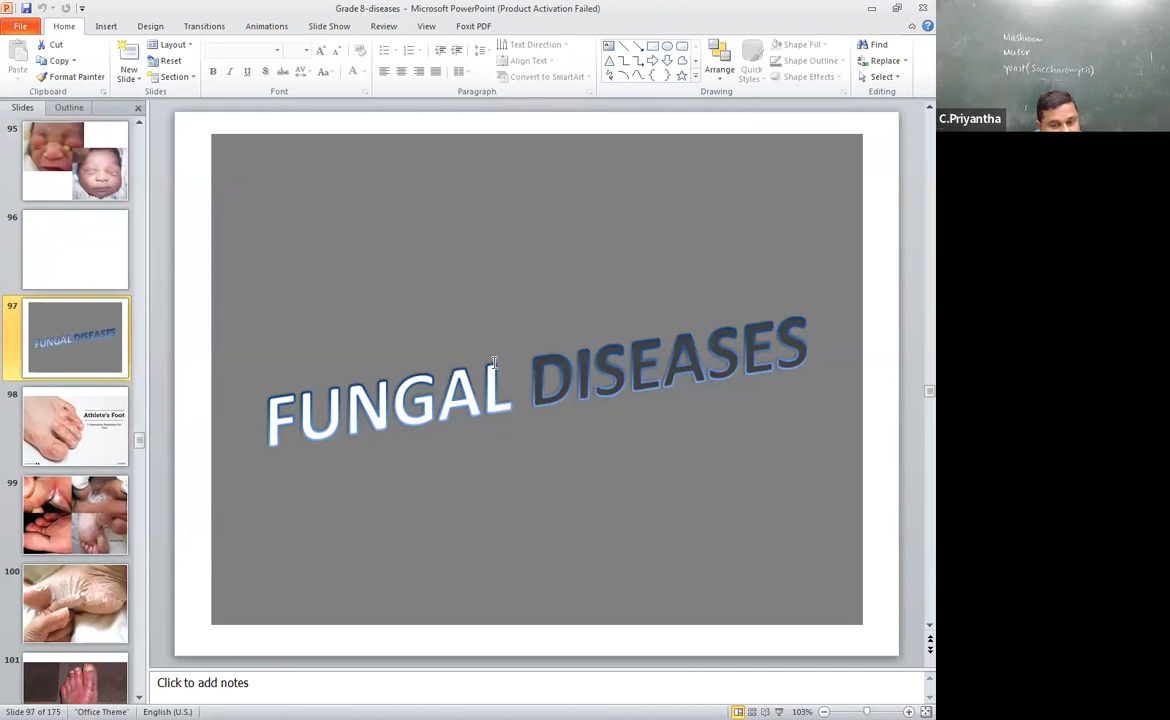 Grade 8-diseases - Microsoft PowerPoint (Product Activation Failed)
File Home Insert Design Transitions Animations Slide Show Review View Foxit PDF
Paste
Cut
Copy
Format Painter
Clipboard
New Slide
Layout
Reset
Section
Slides
Font
Text Direction
Align Text
Convert to SmartArt
Paragraph
Arrange
Quick Styles
Shape Fill
Shape Outline
Shape Effects
Drawing
Find
Replace
Select
Editing
Slides Outline
95
96
97
FUNGAL DISEASES
98
Athlete's Foot
99
100
101
FUNGAL DISEASES
Click to add notes
Slide 97 of 175 "Office Theme" English (U.S.) 103%
Mushroom
Mucor
yeast (Saccharomyces)
C.Priyantha